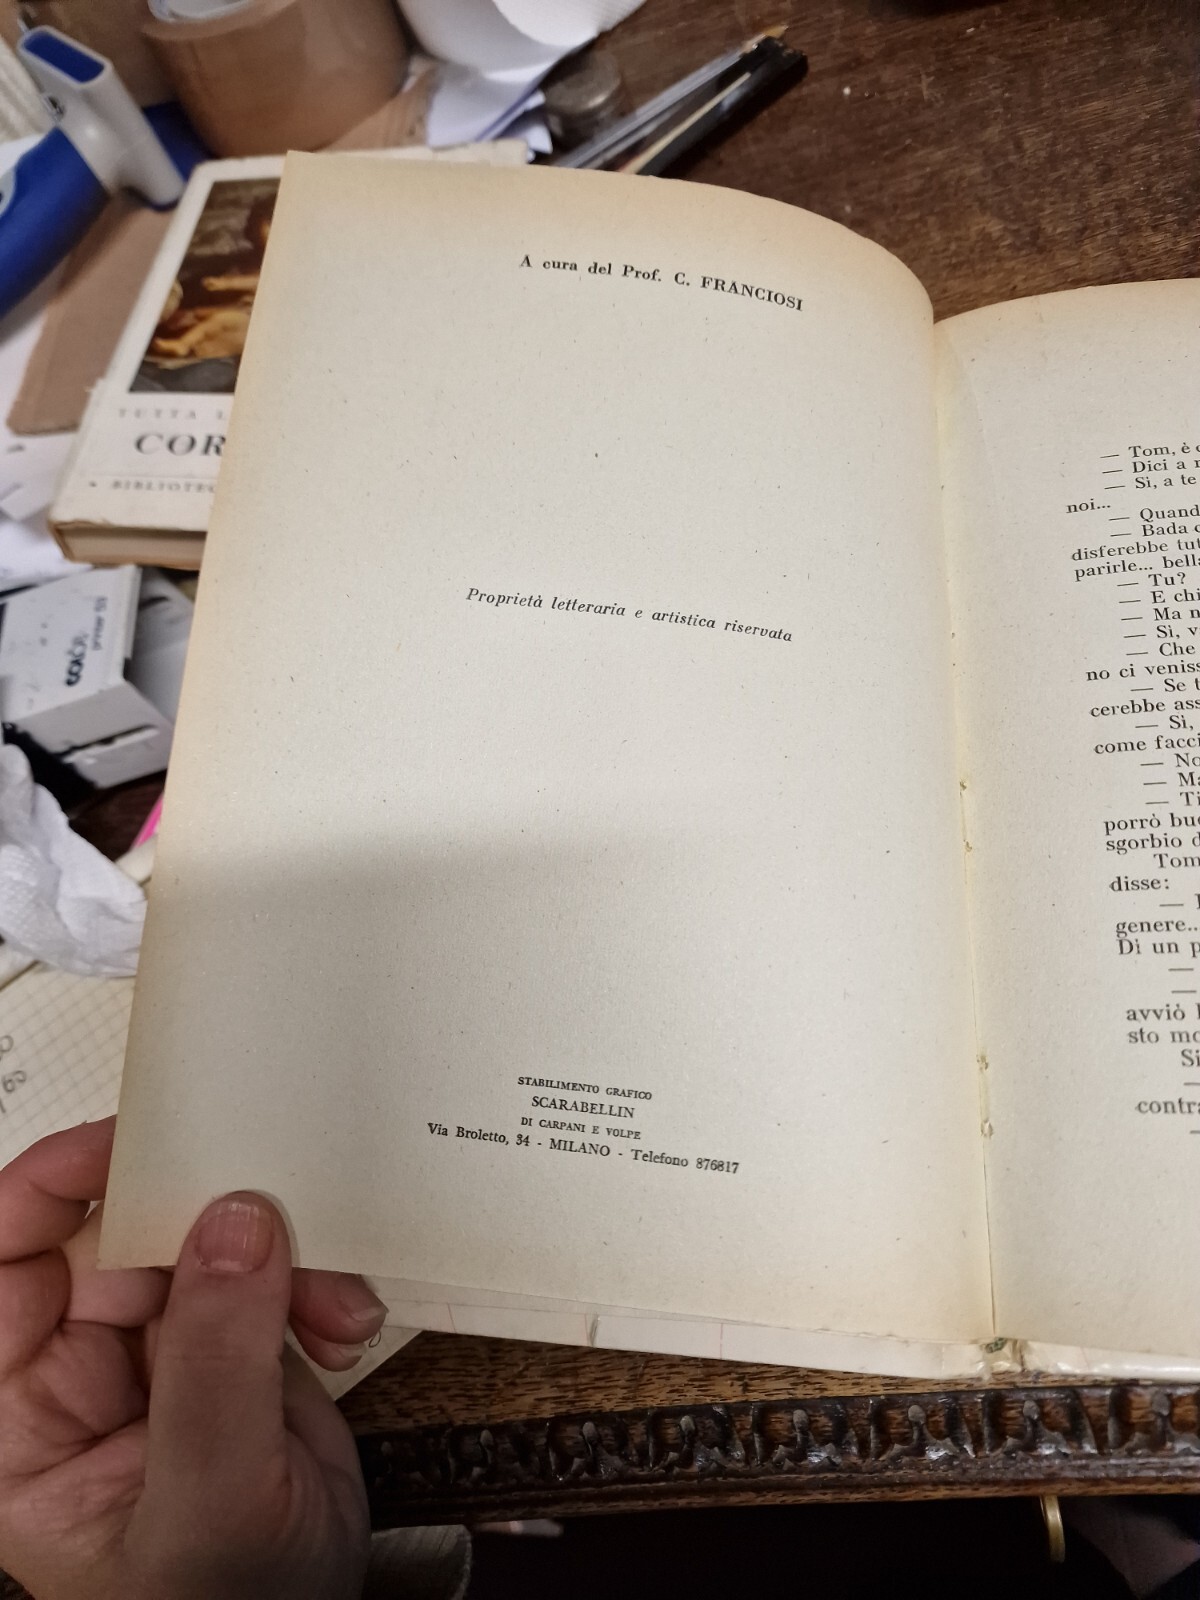 A cura del Prof. C. FRANCIOSI
Proprietà letteraria e artistica riservata
STABILIMENTO GRAFICO
SCARABELLIN
DI CARPANI E VOLPE
Via Broletto, 34 - MILANO - Telefono 876817
— Tom, è
— Dici a
— Sì, a te
noi...
— Quand
— Bada
disferebbe tut
parirle... bella
— Tu?
— E chi
— Ma n
— Sì, v
— Che
no ci veniss
— Se t
cerebbe ass
— Sì,
come facci
— No
— Ma
— Ti
porrò bu
sgorbio d
Tom
disse:
—
genere...
Di un p
—
—
avviò
sto mo
Si
—
contra
—
TUTTA
COR
BIBLIOTEC